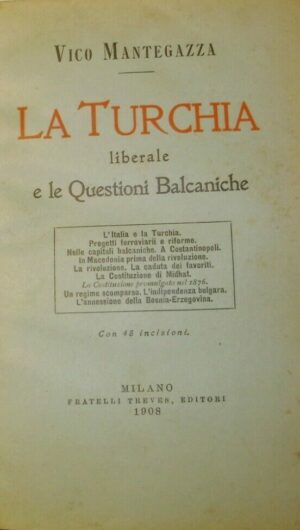 VICO MANTEGAZZA
LA TURCHIA
liberale
e le Questioni Balcaniche
L'Italia e la Turchia.
Progetti ferroviarii e riforme.
Nelle capitali balcaniche. A Costantinopoli.
In Macedonia prima della rivoluzione.
La rivoluzione. La caduta dei favoriti.
La Costituzione di Midhat.
La Costituzione promulgata nel 1876.
Un regime scomparso. L'indipendenza bulgara.
L'annessione della Bosnia-Erzegovina.
Con 48 incisioni.
MILANO
FRATELLI TREVES, EDITORI
1908